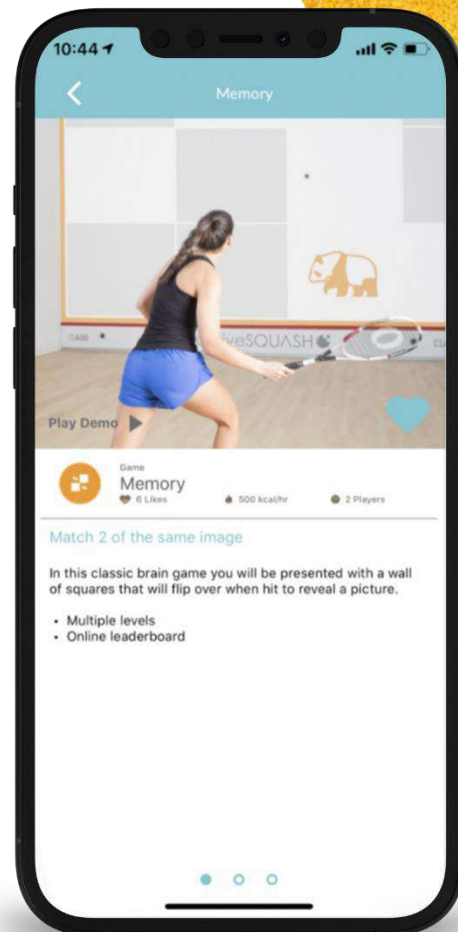 10:44
Memory
iveSQUASH
ASB
Play Demo
Game
Memory
6 Likes
500 kcal/hr
2 Players
Match 2 of the same image
In this classic brain game you will be presented with a wall
of squares that will flip over when hit to reveal a picture.
• Multiple levels
• Online leaderboard